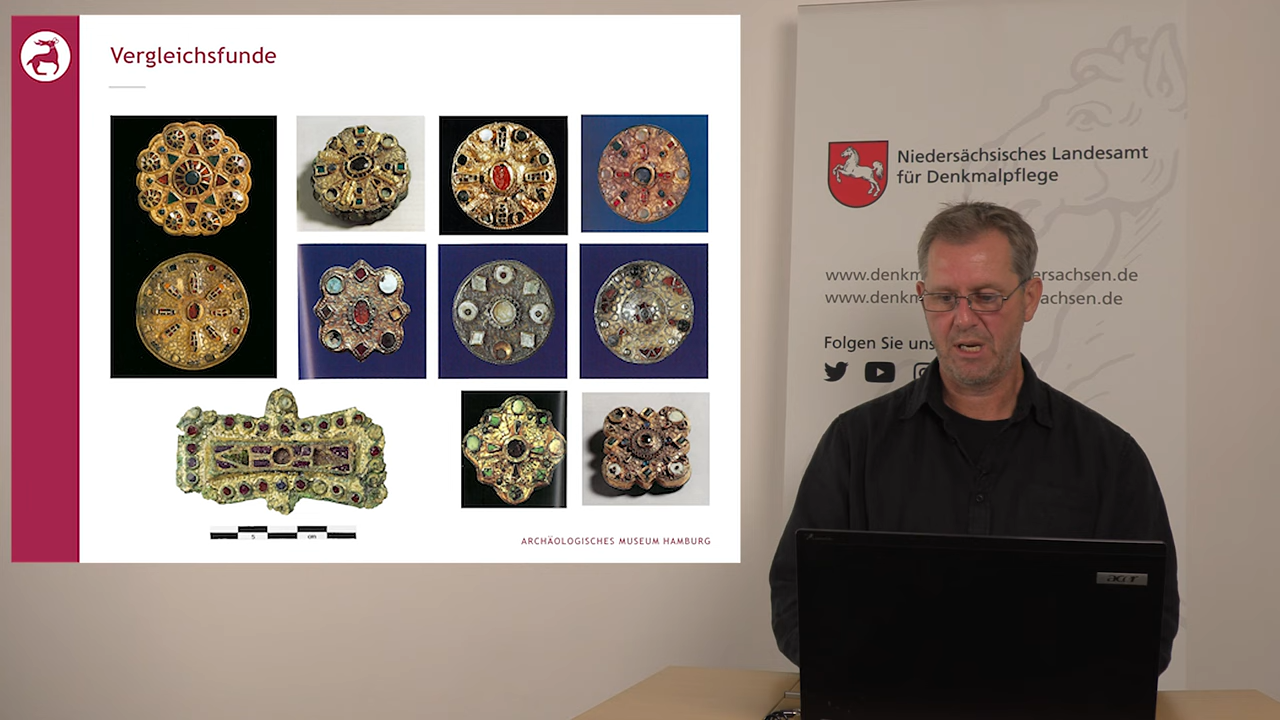 Vergleichsfunde
5
cm
ARCHÄOLOGISCHES MUSEUM HAMBURG
Niedersächsisches Landesamt
für Denkmalpflege
www.denkm ersachsen.de
www.denkm sachsen.de
Folgen Sie uns
acer